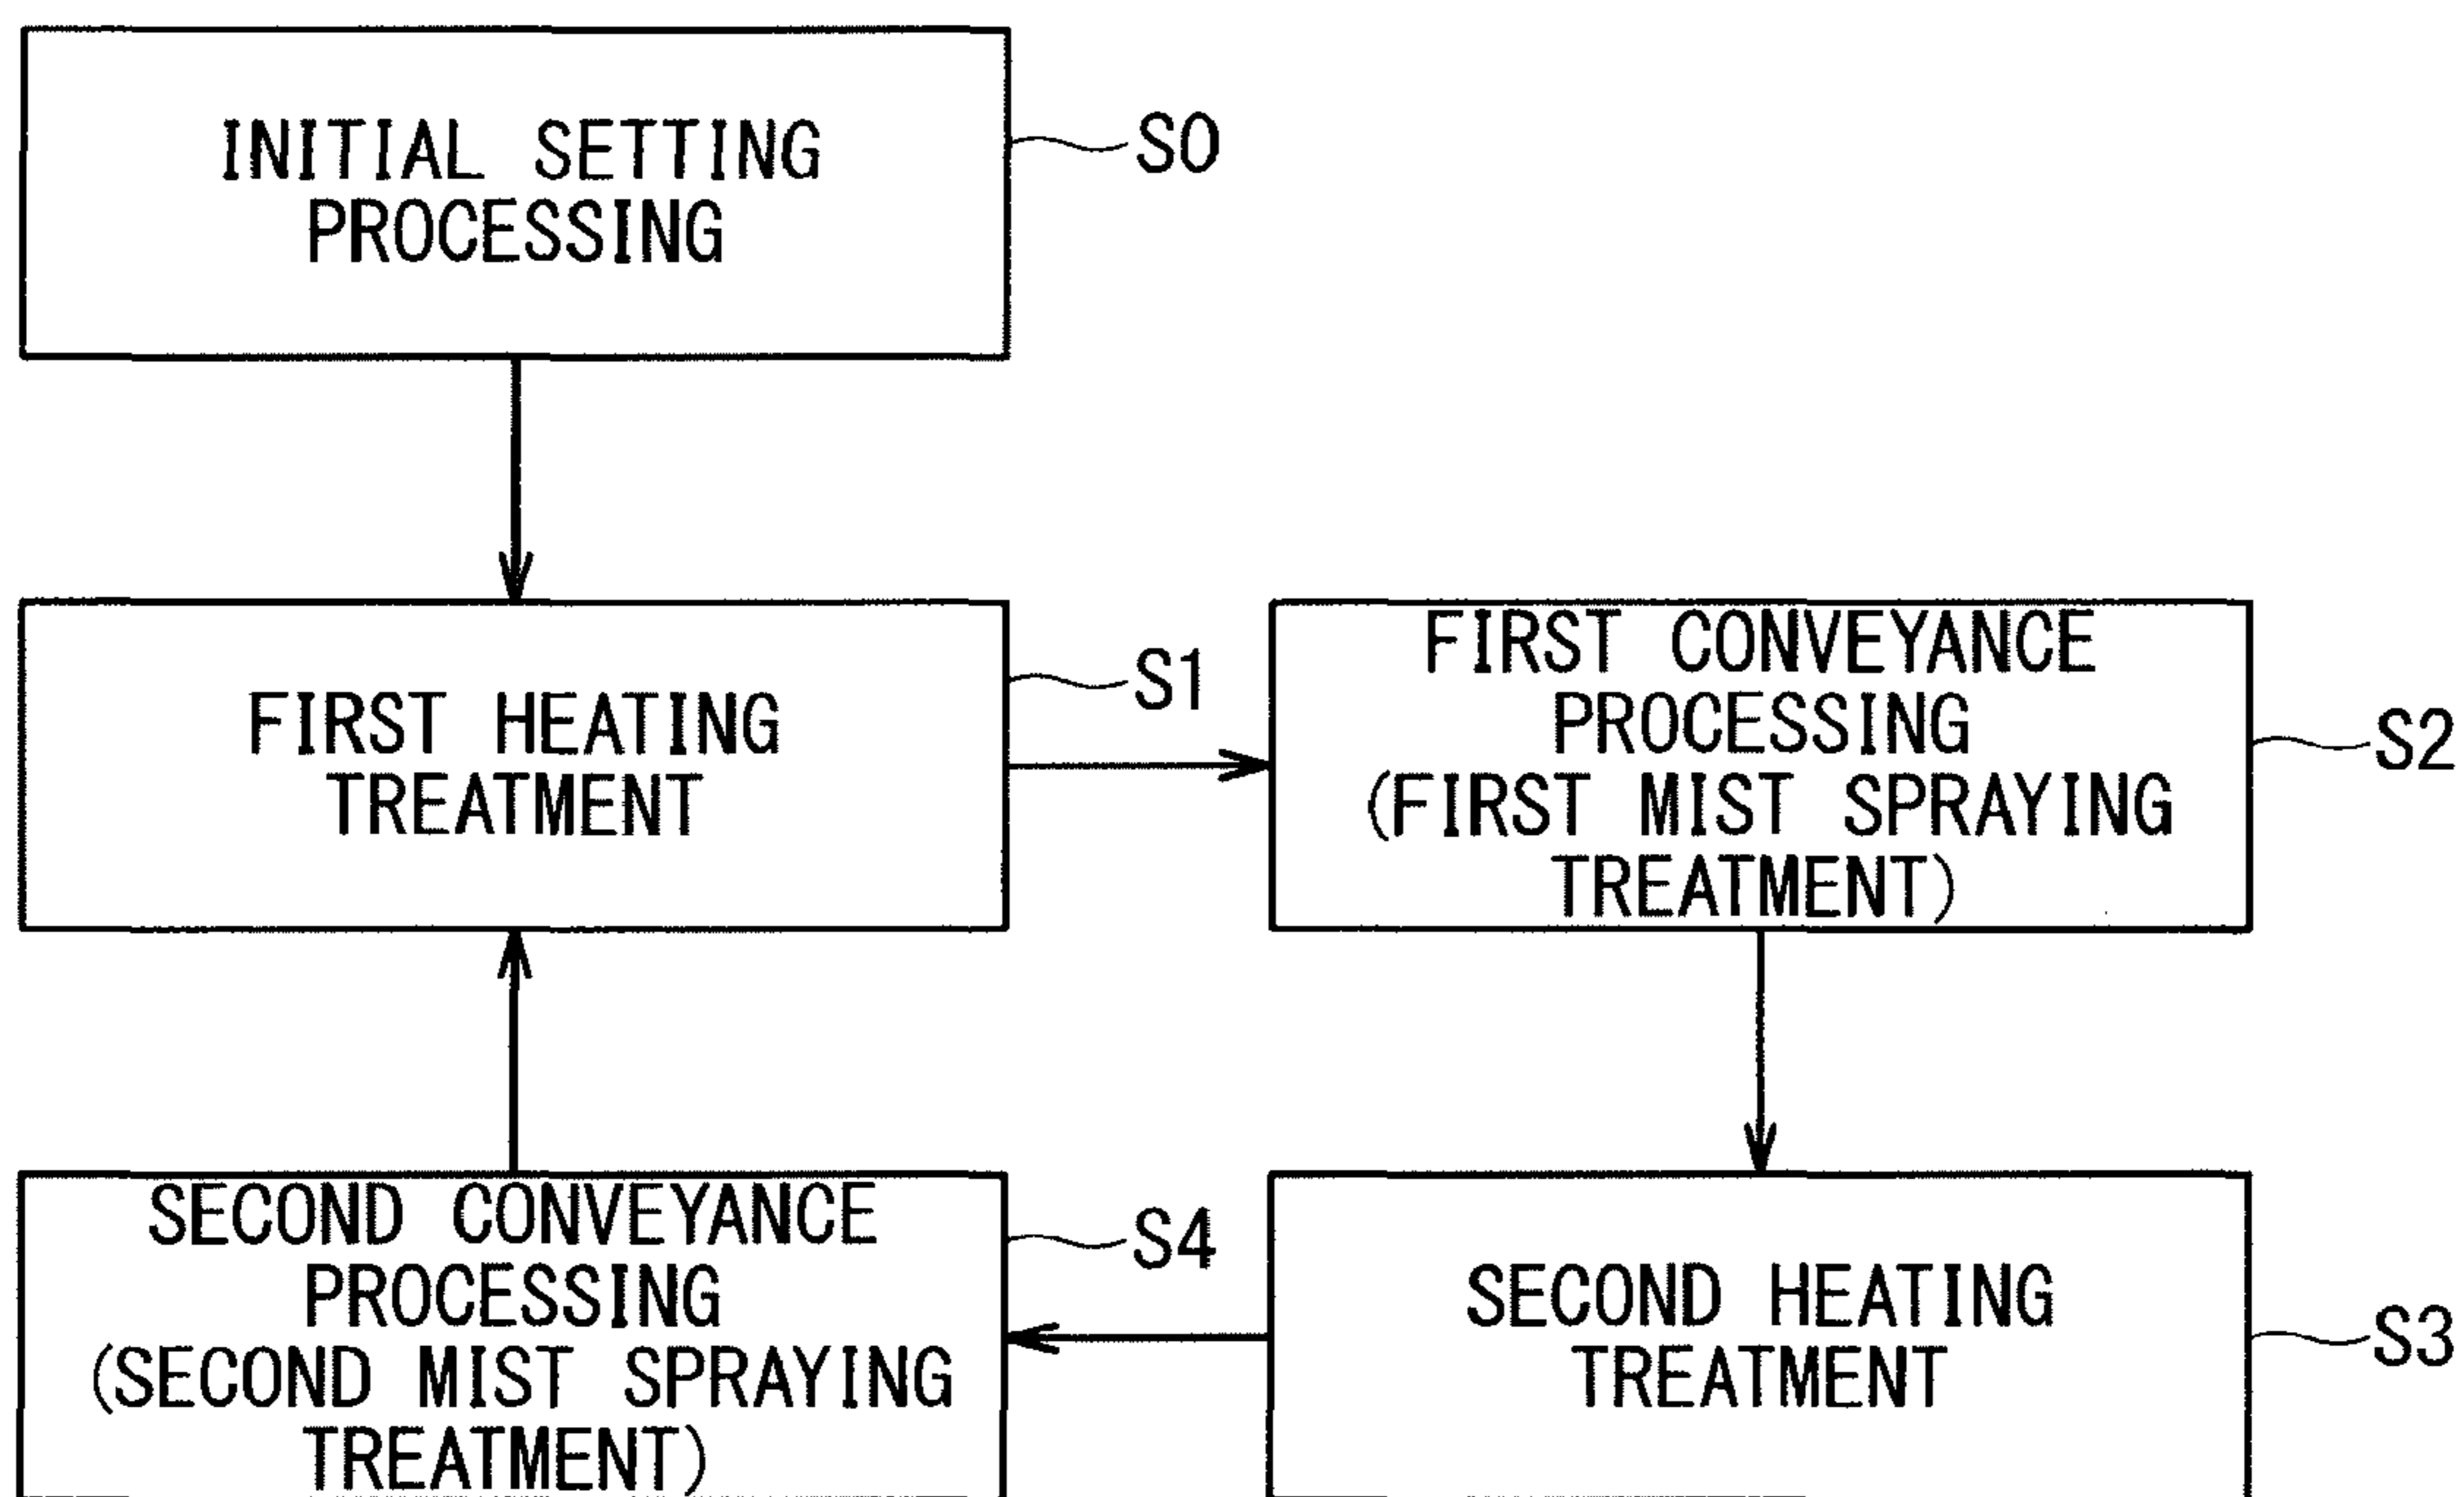 INITIAL SETTING
PROCESSING
S0
FIRST HEATING
TREATMENT
S1
FIRST CONVEYANCE
PROCESSING
(FIRST MIST SPRAYING
TREATMENT)
S2
SECOND CONVEYANCE
PROCESSING
(SECOND MIST SPRAYING
TREATMENT)
S4
SECOND HEATING
TREATMENT
S3